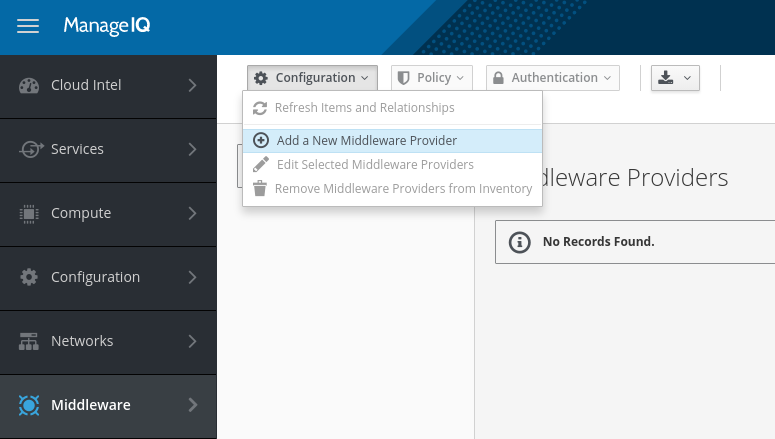 ManageIQ
Cloud Intel
Services
Compute
Configuration
Networks
Middleware
Configuration
Policy
Authentication
Refresh Items and Relationships
Add a New Middleware Provider
Edit Selected Middleware Providers
Remove Middleware Providers from Inventory
dleware Providers
No Records Found.